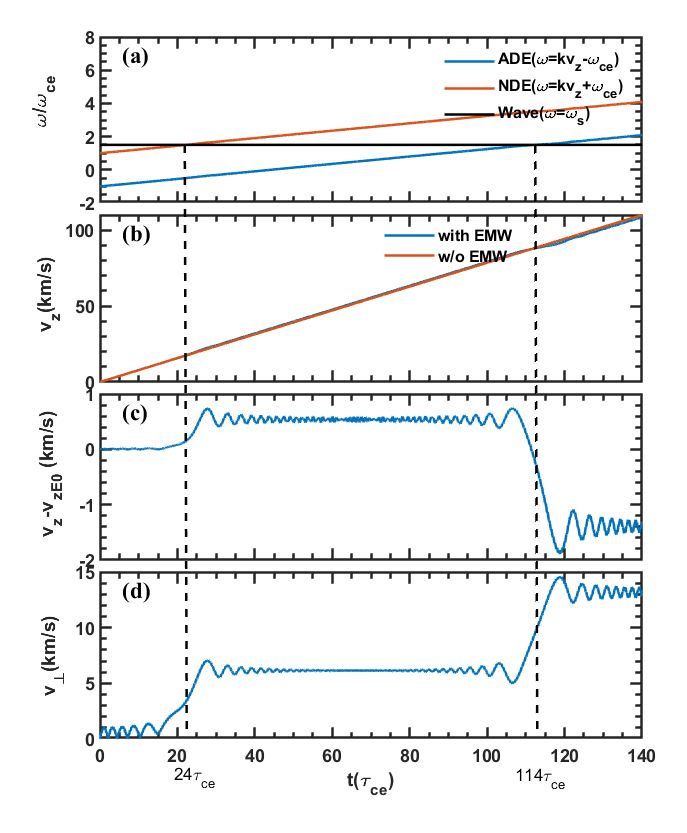 (a)
8
6
4
2
0
-2
ω/ω_ce
ADE(ω=kv_z-ω_ce)
NDE(ω=kv_z+ω_ce)
Wave(ω=ω_s)
(b)
100
50
0
v_z(km/s)
with EMW
w/o EMW
(c)
1
0
-1
-2
v_z-v_zE0 (km/s)
(d)
15
10
5
0
v_⊥(km/s)
0 20 40 60 80 100 120 140
24τ_ce t(τ_ce) 114τ_ce